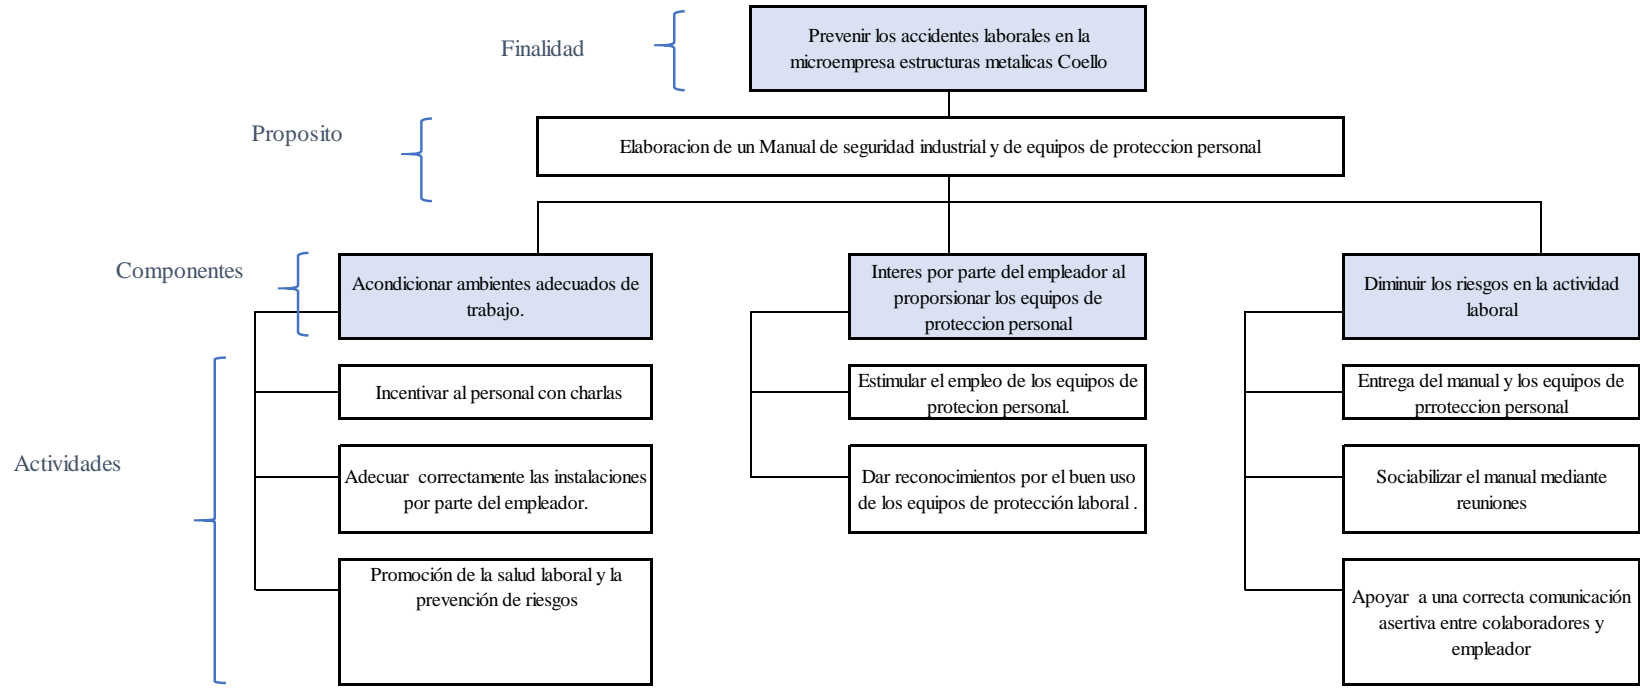 Finalidad
Prevenir los accidentes laborales en la
microempresa estructuras metalicas Coello
Proposito
Elaboracion de un Manual de seguridad industrial y de equipos de proteccion personal
Componentes
Acondicionar ambientes adecuados de
trabajo.
Interes por parte del empleador al
proporsionar los equipos de
proteccion personal
Diminuir los riesgos en la actividad
laboral
Actividades
Incentivar al personal con charlas
Estimular el empleo de los equipos de
protecion personal.
Entrega del manual y los equipos de
prroteccion personal
Adecuar  correctamente las instalaciones
por parte del empleador.
Dar reconocimientos por el buen uso
de los equipos de protección laboral .
Sociabilizar el manual mediante
reuniones
Promoción de la salud laboral y la
prevención de riesgos
Apoyar  a una correcta comunicación
asertiva entre colaboradores y
empleador